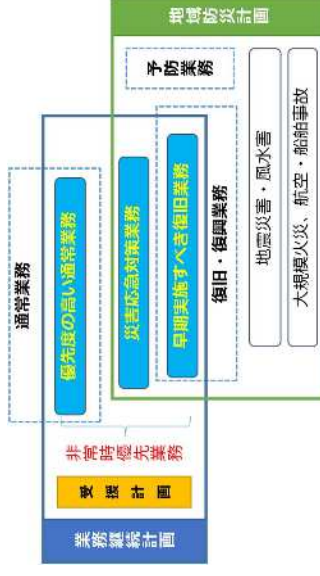 通常業務
優先度の高い通常業務
非常時優先業務
受援計画
業務継続計画
災害応急対策業務
早期実施すべき復旧業務
復旧・復興業務
予防業務
地域防災計画
地震災害・風水害
大規模火災、航空・船舶事故